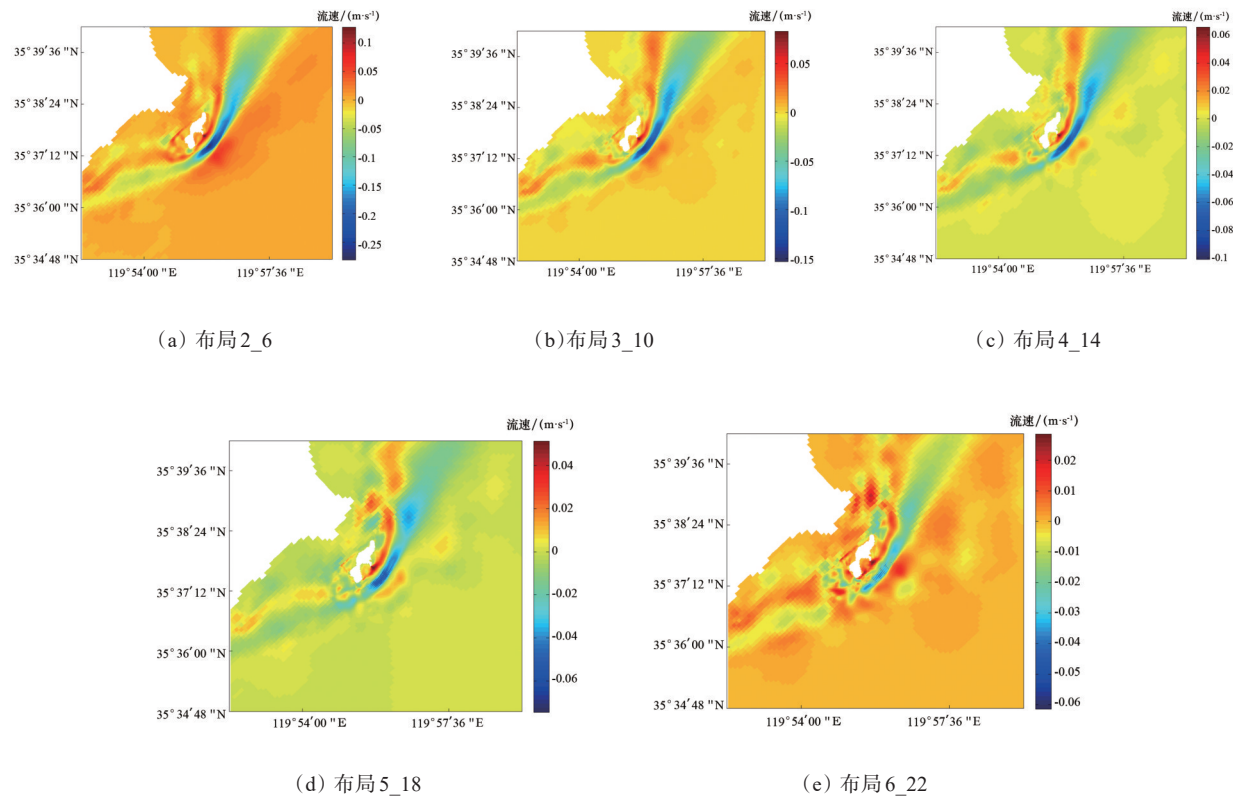 流速/(m·s⁻¹)
35°39′36 "N
35°38′24 "N
35°37′12 "N
35°36′00 "N
35°34′48 "N
119°54′00 "E
119°57′36 "E
0.1
0.05
0
-0.05
-0.1
-0.15
-0.2
-0.25
(a) 布局2_6
流速/(m·s⁻¹)
35°39′36 "N
35°38′24 "N
35°37′12 "N
35°36′00 "N
35°34′48 "N
119°54′00 "E
119°57′36 "E
0.05
0
-0.05
-0.1
-0.15
(b)布局3_10
流速/(m·s⁻¹)
35°39′36 "N
35°38′24 "N
35°37′12 "N
35°36′00 "N
35°34′48 "N
119°54′00 "E
119°57′36 "E
0.06
0.04
0.02
0
-0.02
-0.04
-0.06
-0.08
-0.1
(c) 布局4_14
流速/(m·s⁻¹)
35°39′36 "N
35°38′24 "N
35°37′12 "N
35°36′00 "N
35°34′48 "N
119°54′00 "E
119°57′36 "E
0.04
0.02
0
-0.02
-0.04
-0.06
(d) 布局5_18
流速/(m·s⁻¹)
35°39′36 "N
35°38′24 "N
35°37′12 "N
35°36′00 "N
35°34′48 "N
119°54′00 "E
119°57′36 "E
0.02
0.01
0
-0.01
-0.02
-0.03
-0.04
-0.05
-0.06
(e) 布局6_22